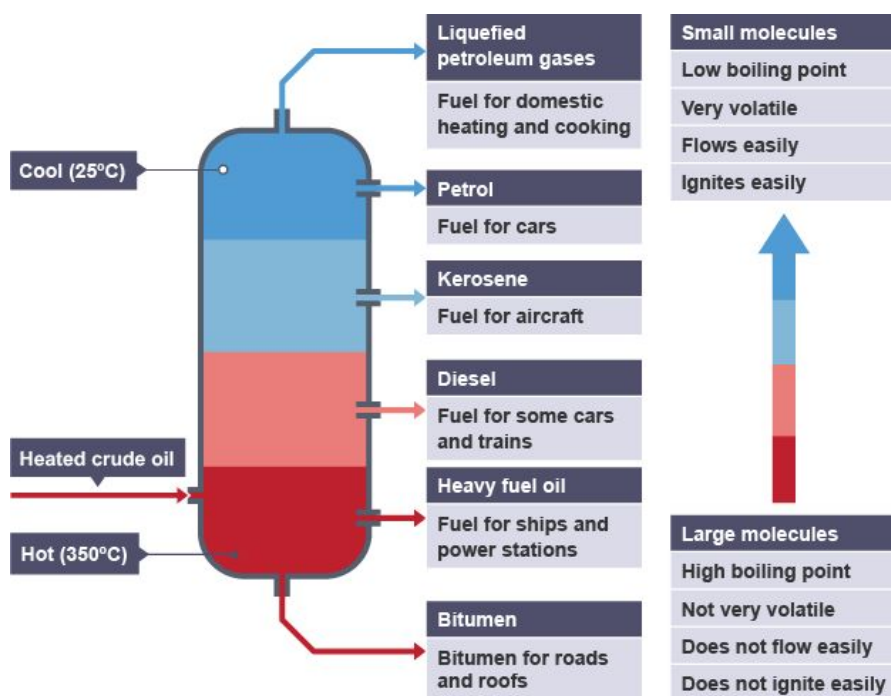 Liquefied
petroleum gases
Fuel for domestic
heating and cooking
Cool (25ºC)
Petrol
Fuel for cars
Kerosene
Fuel for aircraft
Diesel
Fuel for some cars
and trains
Heated crude oil
Heavy fuel oil
Fuel for ships and
power stations
Hot (350ºC)
Bitumen
Bitumen for roads
and roofs
Small molecules
Low boiling point
Very volatile
Flows easily
Ignites easily
Large molecules
High boiling point
Not very volatile
Does not flow easily
Does not ignite easily